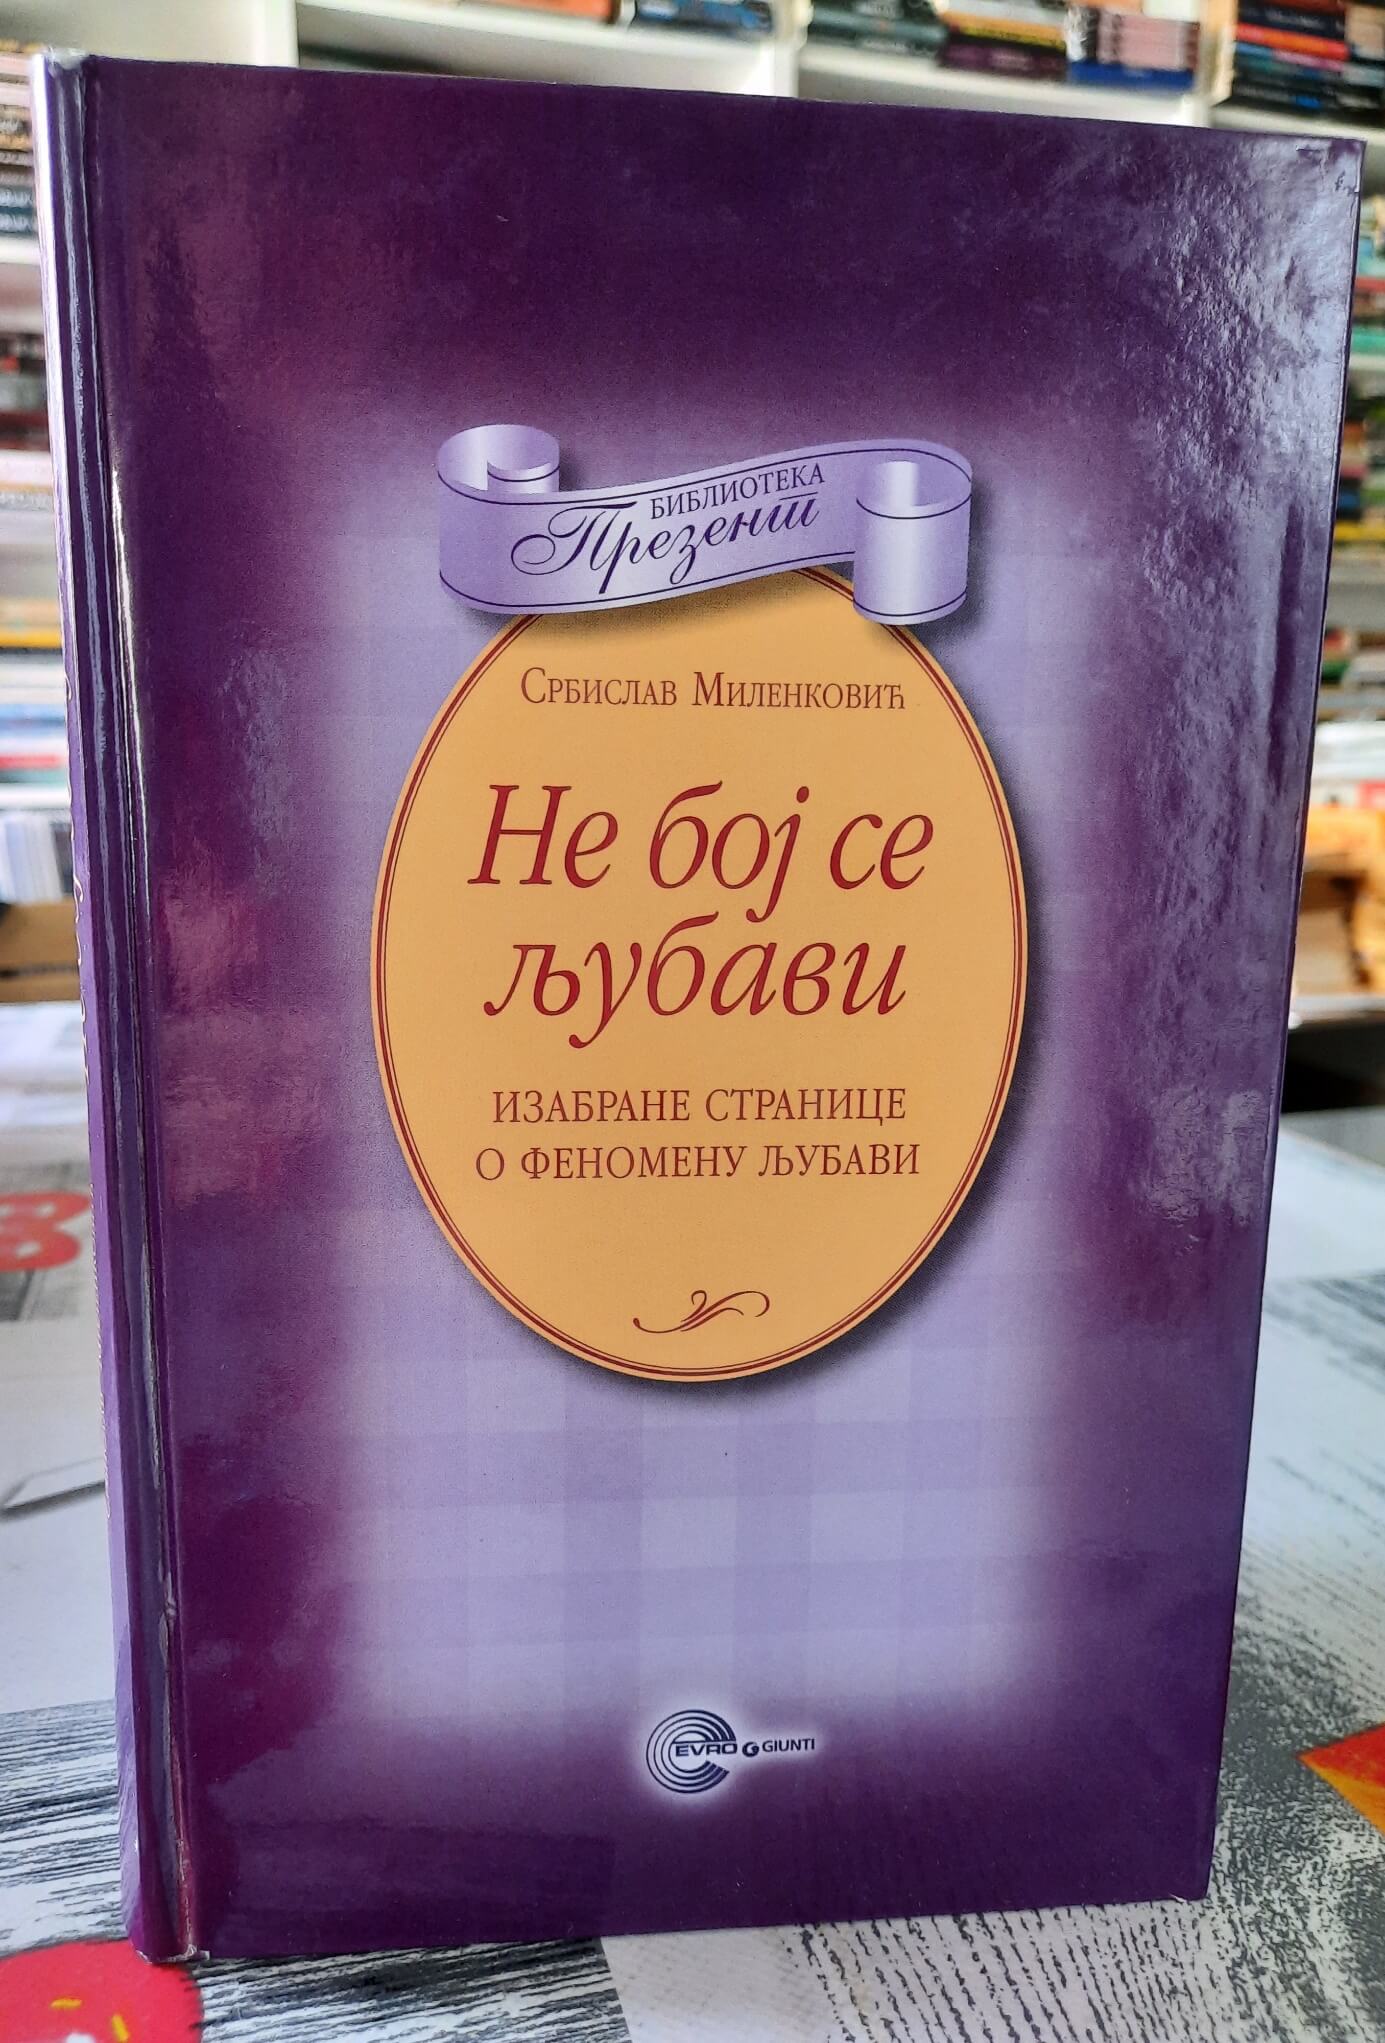 БИБЛИОТЕКА
Презент
Србислав Миленковић
Не бој се
љубави
ИЗАБРАНЕ СТРАНИЦЕ
О ФЕНОМЕНУ ЉУБАВИ
EVRO GIUNTI